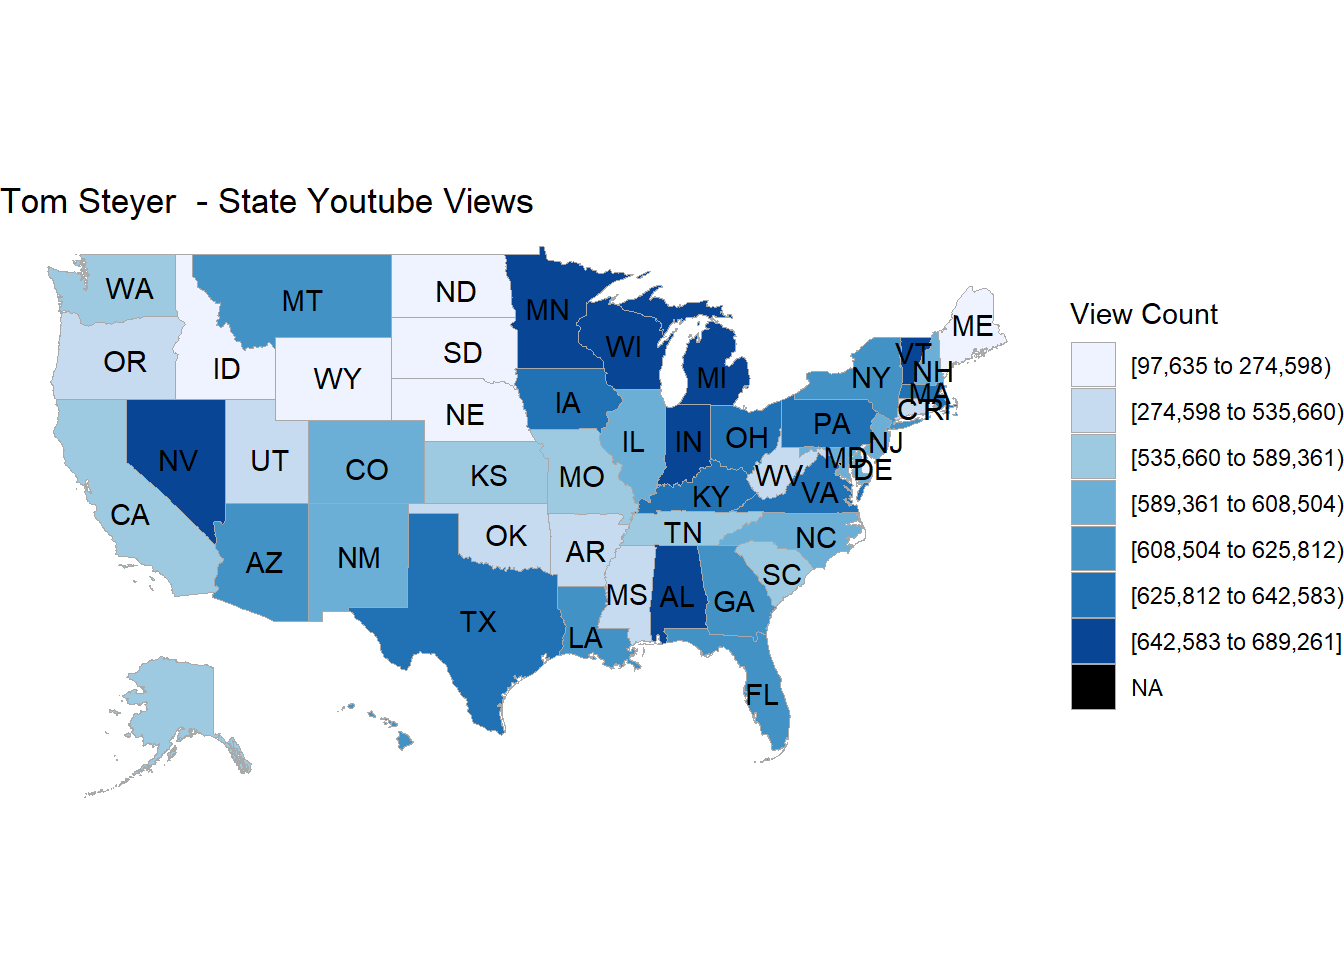 Tom Steyer  - State Youtube Views
WA
MT
ND
MN
ME
OR
ID
SD
WI
VT
NH
WY
MI
NY
MA
NE
IA
CT
RI
PA
NV
UT
CO
KS
MO
IL
IN
OH
NJ
MD
DE
WV
VA
KY
CA
AZ
NM
OK
AR
TN
NC
SC
MS
AL
GA
TX
LA
FL
View Count
[97,635 to 274,598)
[274,598 to 535,660)
[535,660 to 589,361)
[589,361 to 608,504)
[608,504 to 625,812)
[625,812 to 642,583)
[642,583 to 689,261]
NA